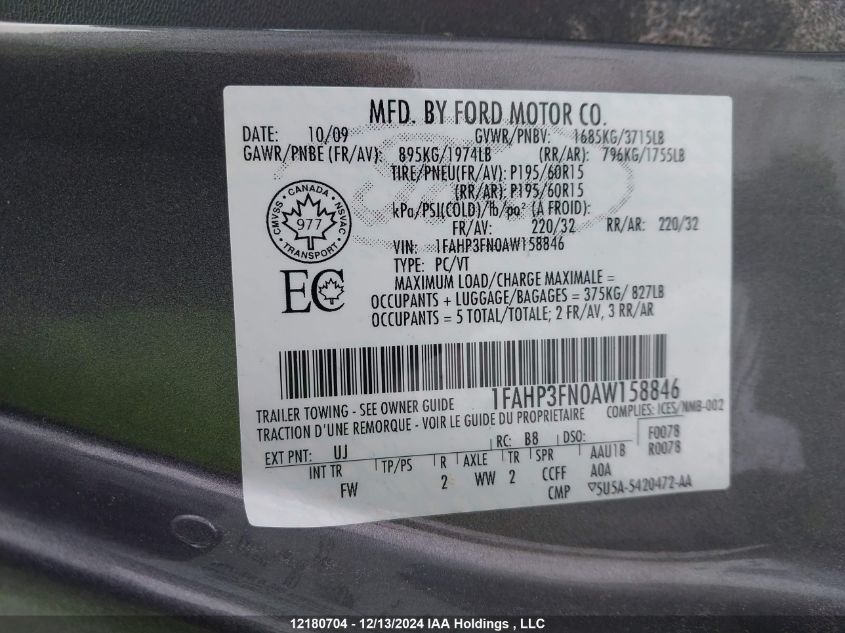 MFD. BY FORD MOTOR CO.
DATE: 10/09 GVWR/PNBV: 1685KG/3715LB
GAWR/PNBE (FR/AV): 895KG/1974LB (RR/AR): 796KG/1755LB
TIRE/PNEU(FR/AV): P195/60R15
(RR/AR): P195/60R15
kPa/PSI(COLD)/lb/po² (À FROID):
FR/AV: 220/32 RR/AR: 220/32
CANADA
CMVSS NSVAC
977
TRANSPORT
VIN: 1FAHP3FN0AW158846
TYPE: PC/VT
EC
MAXIMUM LOAD/CHARGE MAXIMALE =
OCCUPANTS + LUGGAGE/BAGAGES = 375KG/ 827LB
OCCUPANTS = 5 TOTAL/TOTALE; 2 FR/AV, 3 RR/AR
1FAHP3FN0AW158846
TRAILER TOWING - SEE OWNER GUIDE COMPLIES: ICES/NMB-002
TRACTION D'UNE REMORQUE - VOIR LE GUIDE DU PROPRIETAIRE
EXT PNT: UJ RC: B8 DSO: F0078
INT TR TP/PS R AXLE TR SPR AAU18 R0078
FW 2 WW 2 CCFF A0A
CMP 5U5A-5420472-AA
12180704 - 12/13/2024 IAA Holdings , LLC